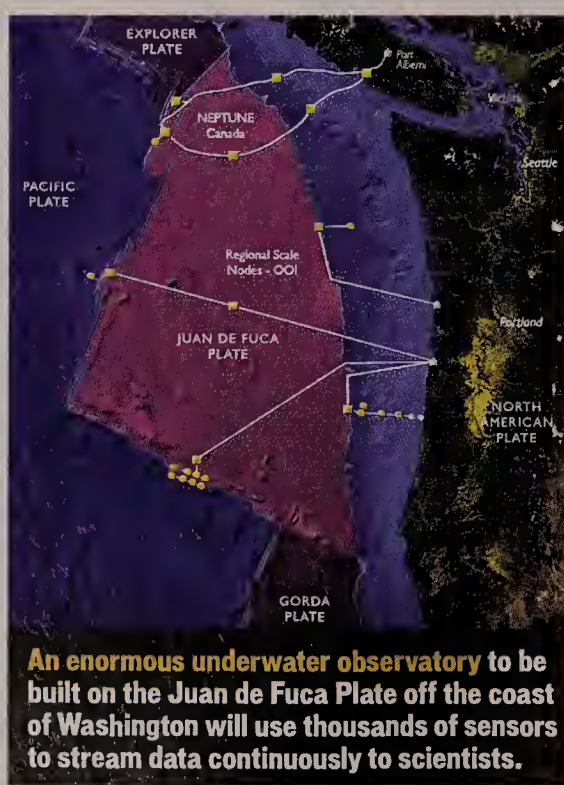 EXPLORER
PLATE
Port
Alberni
NEPTUNE
Canada
Victoria
Seattle
PACIFIC
PLATE
Regional Scale
Nodes - OOI
Portland
JUAN DE FUCA
PLATE
NORTH
AMERICAN
PLATE
GORDA
PLATE
An enormous underwater observatory to be
built on the Juan de Fuca Plate off the coast
of Washington will use thousands of sensors
to stream data continuously to scientists.